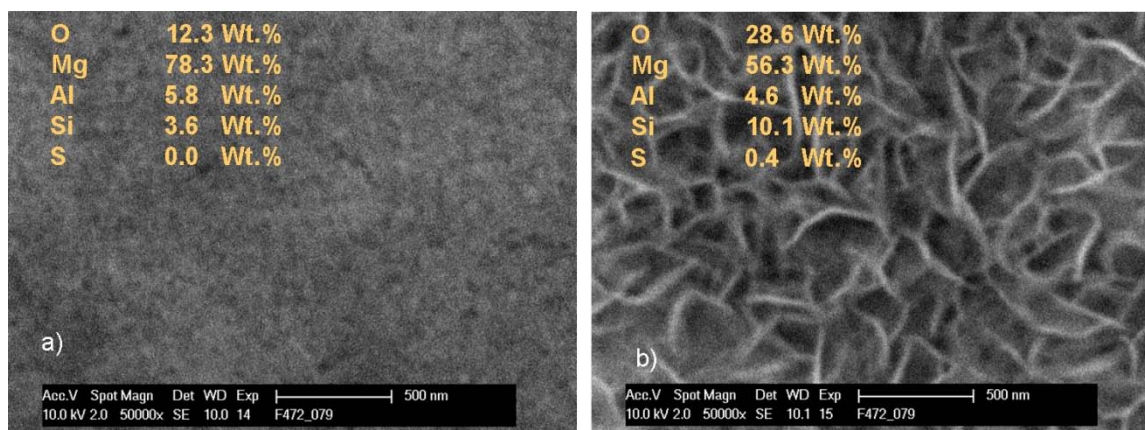 O 12.3 Wt.%
Mg 78.3 Wt.%
Al 5.8 Wt.%
Si 3.6 Wt.%
S 0.0 Wt.%
a)
Acc.V Spot Magn Det WD Exp 500 nm
10.0 kV 2.0 50000x SE 10.0 14 F472_079
O 28.6 Wt.%
Mg 56.3 Wt.%
Al 4.6 Wt.%
Si 10.1 Wt.%
S 0.4 Wt.%
b)
Acc.V Spot Magn Det WD Exp 500 nm
10.0 kV 2.0 50000x SE 10.1 15 F472_079